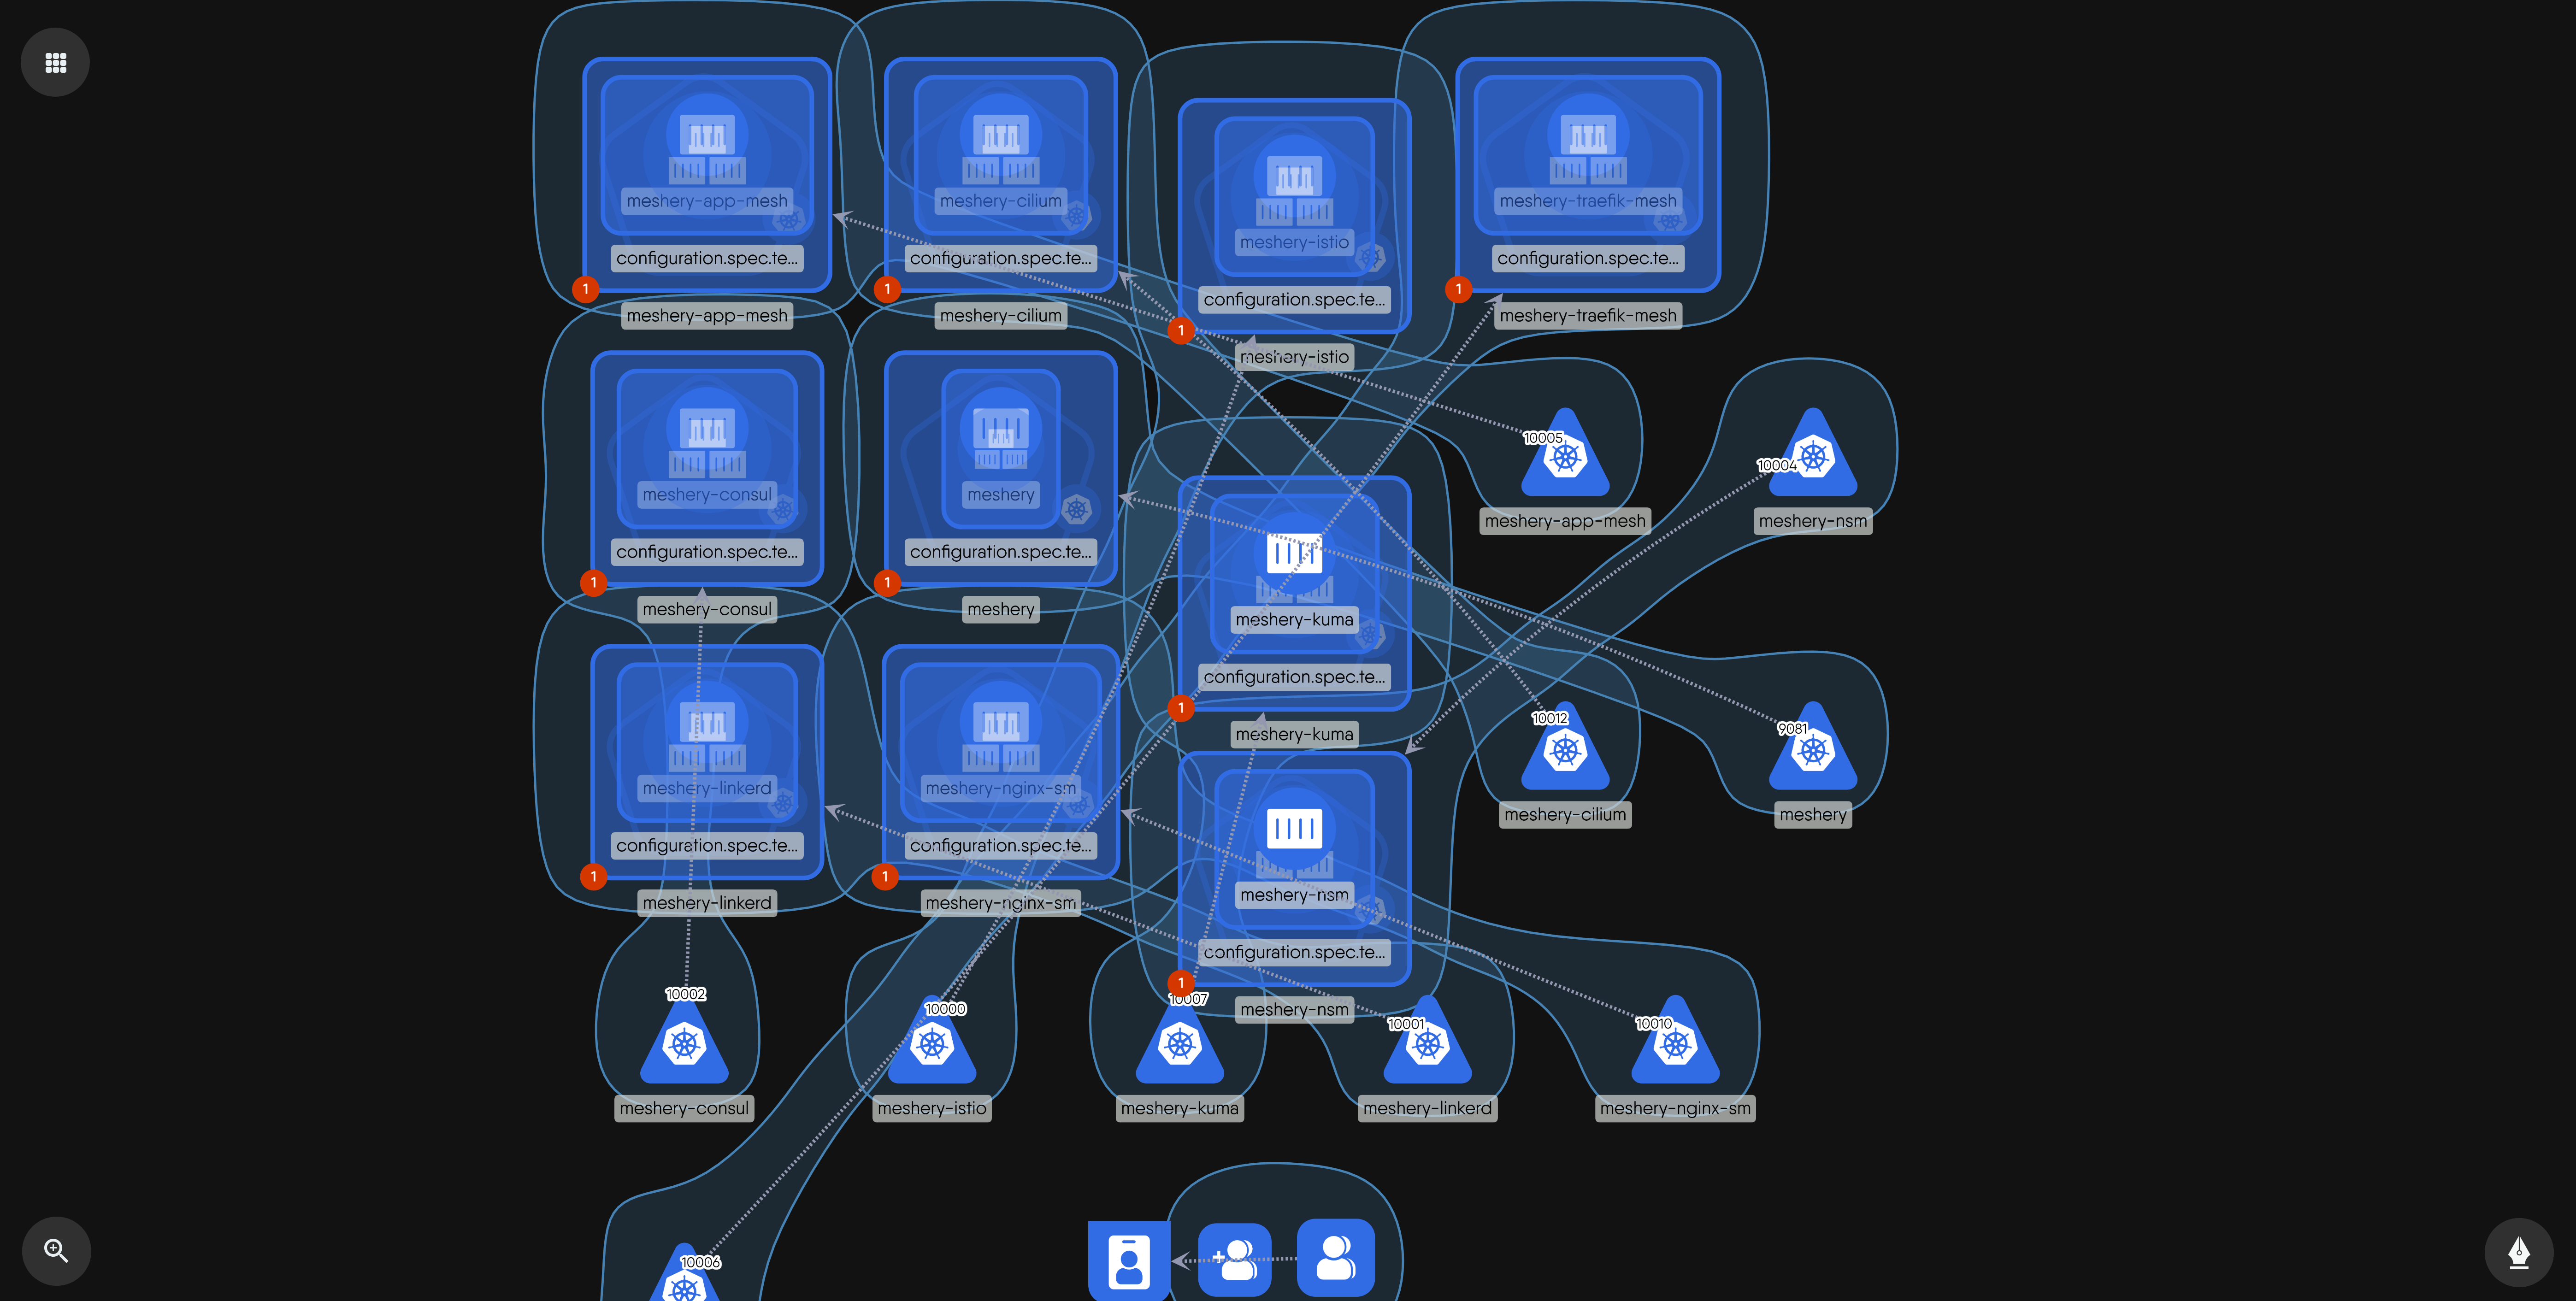 meshery-app-mesh
configuration.spec.te...
1
meshery-app-mesh
meshery-cilium
configuration.spec.te...
1
meshery-cilium
meshery-istio
configuration.spec.te...
1
meshery-istio
meshery-traefik-mesh
configuration.spec.te...
1
meshery-traefik-mesh
meshery-consul
configuration.spec.te...
1
meshery-consul
meshery
configuration.spec.te...
1
meshery
meshery-kuma
configuration.spec.te...
1
meshery-kuma
10005
meshery-app-mesh
10004
meshery-nsm
meshery-linkerd
configuration.spec.te...
1
meshery-linkerd
meshery-nginx-sm
configuration.spec.te...
1
meshery-nginx-sm
meshery-nsm
configuration.spec.te...
1
meshery-nsm
10012
meshery-cilium
9081
meshery
10002
meshery-consul
10000
meshery-istio
10007
meshery-kuma
10001
meshery-linkerd
10010
meshery-nginx-sm
10006